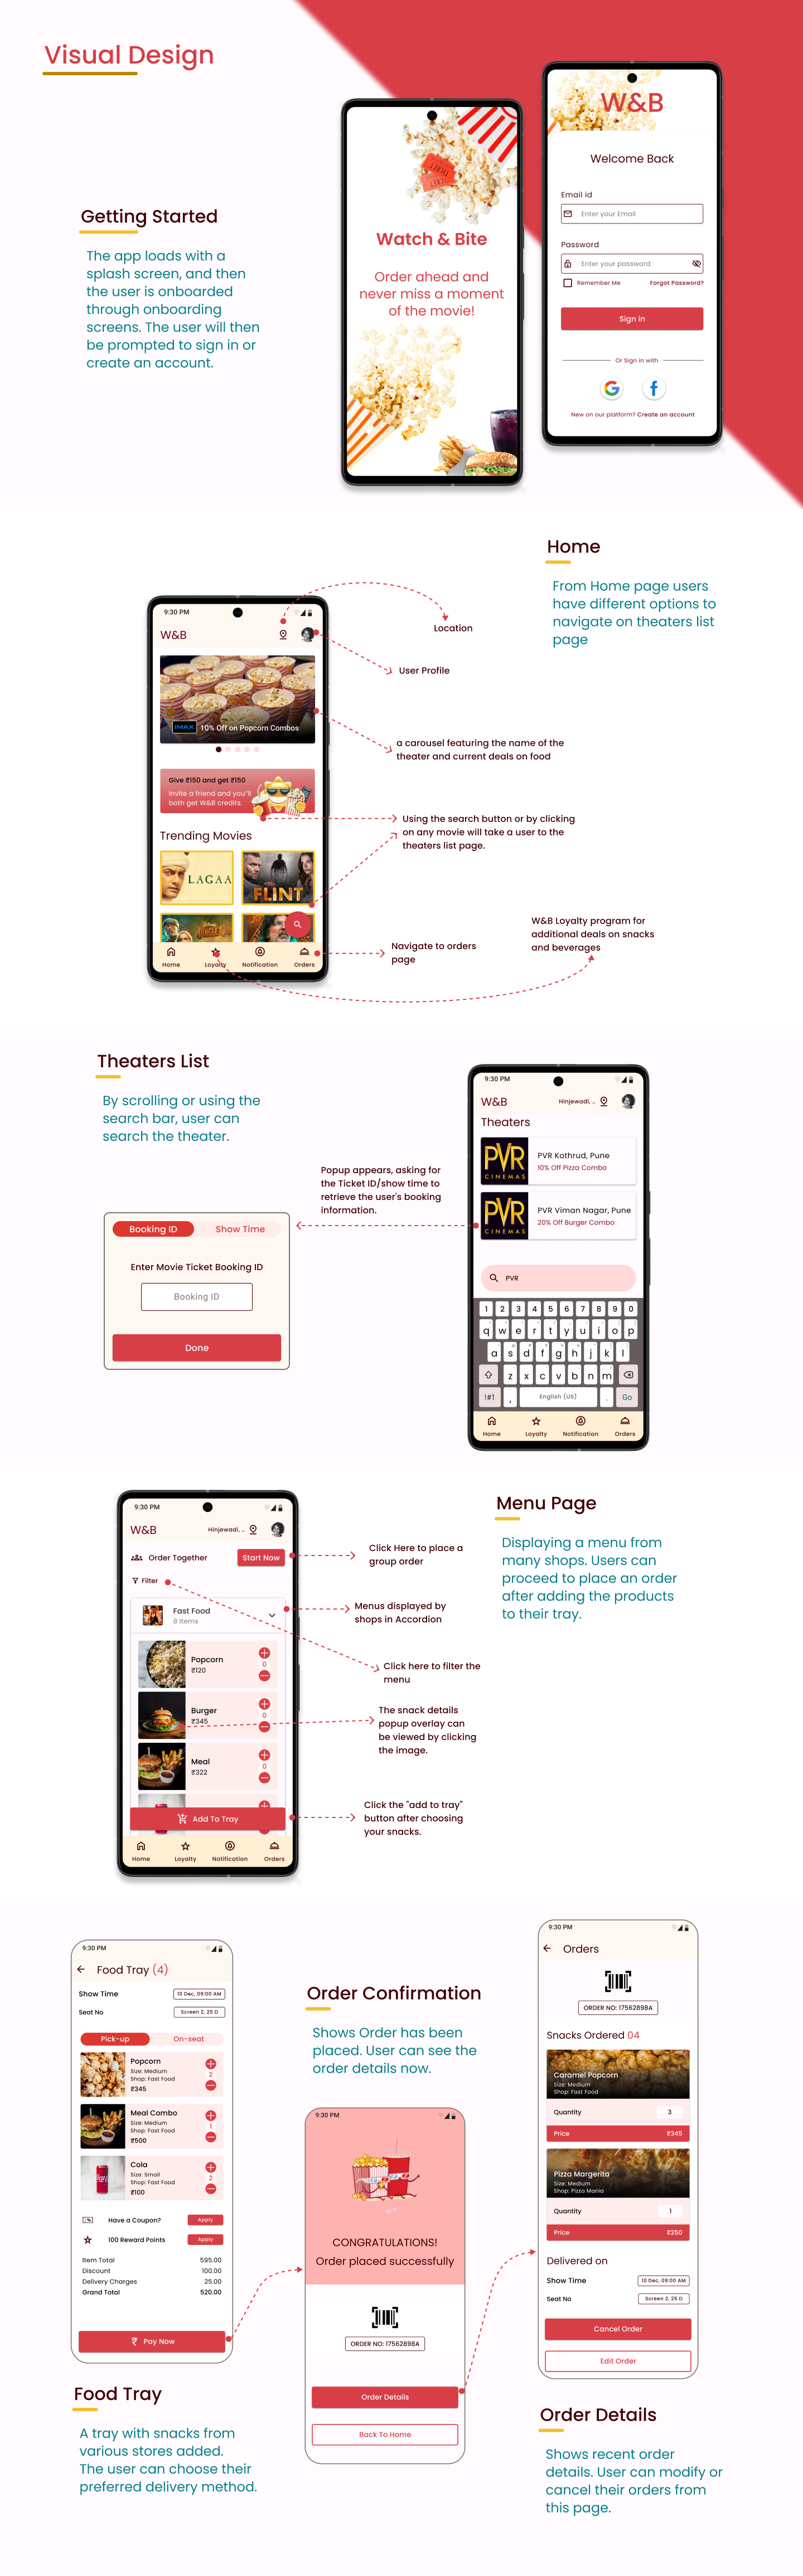 Visual Design
Getting Started
The app loads with a
splash screen, and then
the user is onboarded
through onboarding
screens. The user will then
be prompted to sign in or
create an account.
Watch & Bite
Order ahead and
never miss a moment
of the movie!
W&B
Welcome Back
Email id
Enter your Email
Password
Enter your password
Remember Me
Forgot Password?
Sign in
Or Sign in with
New on our platform? Create an account
Home
From Home page users
have different options to
navigate on theaters list
page
9:30 PM
W&B
IMAX
10% Off on Popcorn Combos
Give ₹150 and get ₹150
Invite a friend and you'll
both get W&B credits.
Trending Movies
LAGAA
FLINT
Home
Loyalty
Notification
Orders
Location
User Profile
a carousel featuring the name of the
theater and current deals on food
Using the search button or by clicking
on any movie will take a user to the
theaters list page.
Navigate to orders
page
W&B Loyalty program for
additional deals on snacks
and beverages
Theaters List
By scrolling or using the
search bar, user can
search the theater.
Popup appears, asking for
the Ticket ID/show time to
retrieve the user's booking
information.
Booking ID
Show Time
Enter Movie Ticket Booking ID
Booking ID
Done
9:30 PM
W&B
Hinjewadi, ..
Theaters
PVR
CINEMAS
PVR Kothrud, Pune
10% Off Pizza Combo
PVR
CINEMAS
PVR Viman Nagar, Pune
20% Off Burger Combo
PVR
1 2 3 4 5 6 7 8 9 0
q w e r t y u i o p
a s d f g h j k l
z x c v b n m
!#1 , English (US) . Go
Home
Loyalty
Notification
Orders
Menu Page
Displaying a menu from
many shops. Users can
proceed to place an order
after adding the products
to their tray.
9:30 PM
W&B
Hinjewadi, ..
Order Together
Start Now
Filter
Fast Food
8 Items
Popcorn
₹120
0
Burger
₹345
0
Meal
₹322
0
Add To Tray
Home
Loyalty
Notification
Orders
Click Here to place a
group order
Menus displayed by
shops in Accordion
Click here to filter the
menu
The snack details
popup overlay can
be viewed by clicking
the image.
Click the "add to tray"
button after choosing
your snacks.
9:30 PM
Food Tray (4)
Show Time
10 Dec, 09:00 AM
Seat No
Screen 2, 25 D
Pick-up
On-seat
Popcorn
Size: Medium
Shop: Fast Food
₹345
2
Meal Combo
Size: Medium
Shop: Fast Food
₹500
1
Cola
Size: Small
Shop: Fast Food
₹100
2
Have a Coupon?
Apply
100 Reward Points
Apply
Item Total 595.00
Discount 100.00
Delivery Charges 25.00
Grand Total 520.00
₹ Pay Now
Food Tray
A tray with snacks from
various stores added.
The user can choose their
preferred delivery method.
Order Confirmation
Shows Order has been
placed. User can see the
order details now.
9:30 PM
CONGRATULATIONS!
Order placed successfully
ORDER NO: 17562898A
Order Details
Back To Home
9:30 PM
Orders
ORDER NO: 17562898A
Snacks Ordered 04
Caramel Popcorn
Size: Medium
Shop: Fast Food
Quantity 3
Price ₹345
Pizza Margerita
Size: Medium
Shop: Pizza Mania
Quantity 1
Price ₹250
Delivered on
Show Time
10 Dec, 09:00 AM
Seat No
Screen 2, 25 D
Cancel Order
Edit Order
Order Details
Shows recent order
details. User can modify or
cancel their orders from
this page.